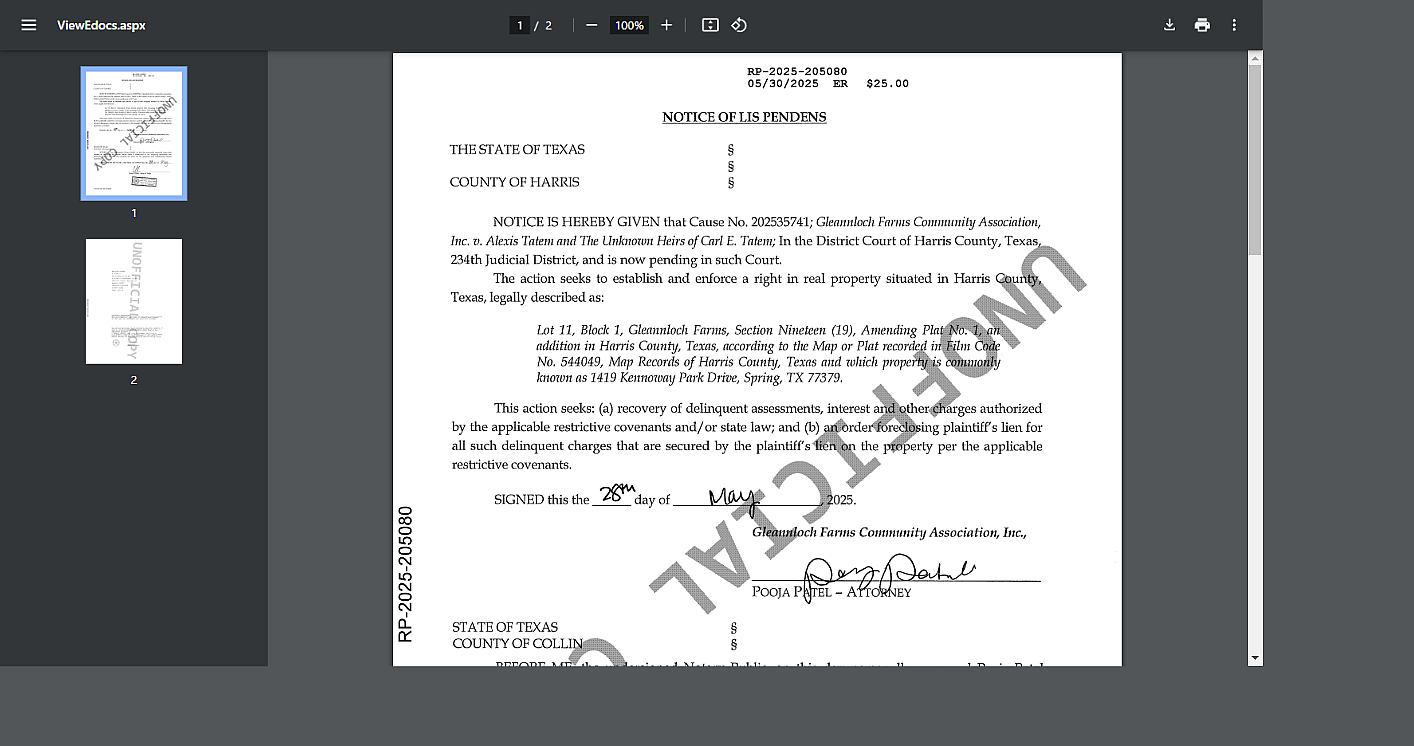 ViewEdocs.aspx
1 / 2
100%
1
2
RP-2025-205080
05/30/2025 ER $25.00
NOTICE OF LIS PENDENS
THE STATE OF TEXAS §
§
COUNTY OF HARRIS §
NOTICE IS HEREBY GIVEN that Cause No. 202535741; Gleannloch Farms Community Association,
Inc. v. Alexis Tatem and The Unknown Heirs of Carl E. Tatem; In the District Court of Harris County, Texas,
234th Judicial District, and is now pending in such Court.
The action seeks to establish and enforce a right in real property situated in Harris County,
Texas, legally described as:
Lot 11, Block 1, Gleannloch Farms, Section Nineteen (19), Amending Plat No. 1, an
addition in Harris County, Texas, according to the Map or Plat recorded in Film Code
No. 544049, Map Records of Harris County, Texas and which property is commonly
known as 1419 Kennoway Park Drive, Spring, TX 77379.
This action seeks: (a) recovery of delinquent assessments, interest and other charges authorized
by the applicable restrictive covenants and/or state law; and (b) an order foreclosing plaintiff's lien for
all such delinquent charges that are secured by the plaintiff's lien on the property per the applicable
restrictive covenants.
SIGNED this the 28th day of May, 2025.
Gleannloch Farms Community Association, Inc.,
POOJA PATEL – ATTORNEY
STATE OF TEXAS §
COUNTY OF COLLIN §
RP-2025-205080
UNOFFICIAL C
UNOFFICIAL COPY
UNOFFICIAL COPY